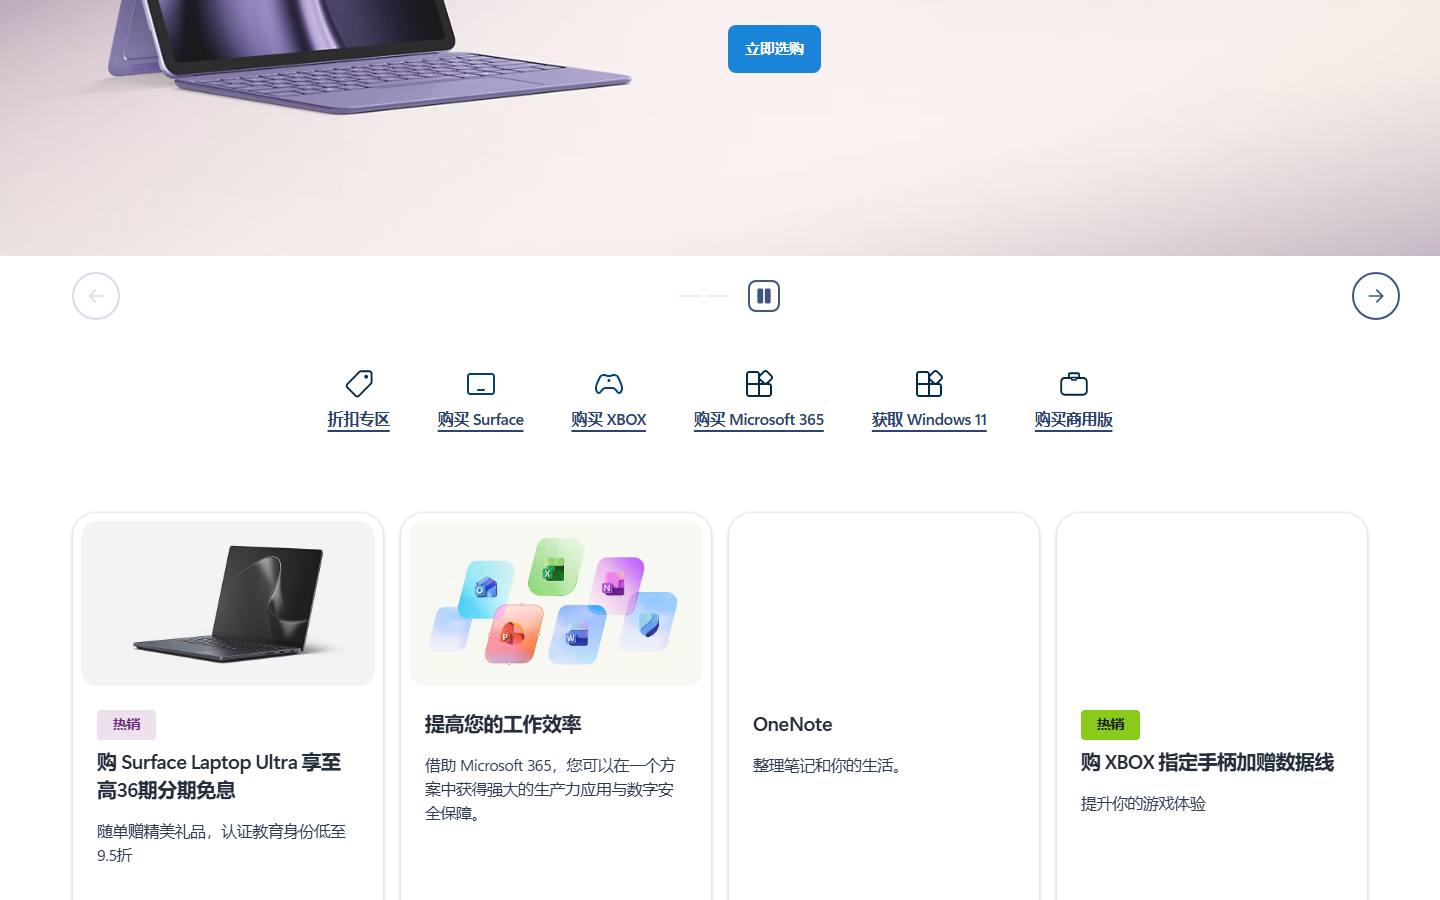 立即选购
折扣专区
购买 Surface
购买 XBOX
购买 Microsoft 365
获取 Windows 11
购买商用版
热销
购 Surface Laptop Ultra 享至
高36期分期免息
随单赠精美礼品，认证教育身份低至
9.5折
提高您的工作效率
借助 Microsoft 365，您可以在一个方
案中获得强大的生产力应用与数字安
全保障。
OneNote
整理笔记和你的生活。
热销
购 XBOX 指定手柄加赠数据线
提升你的游戏体验